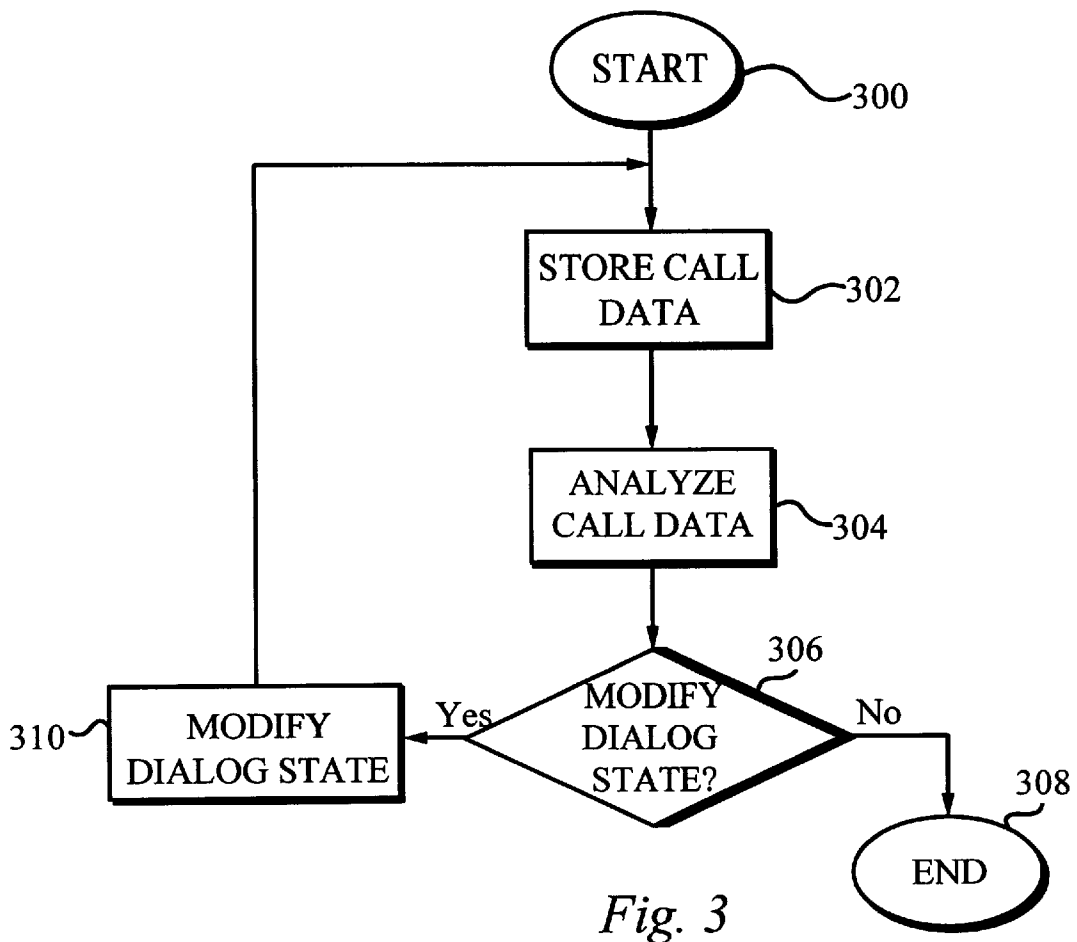 START
300
STORE CALL
DATA
302
ANALYZE
CALL DATA
304
306
MODIFY
DIALOG
STATE?
Yes
No
310
MODIFY
DIALOG STATE
308
END
Fig. 3